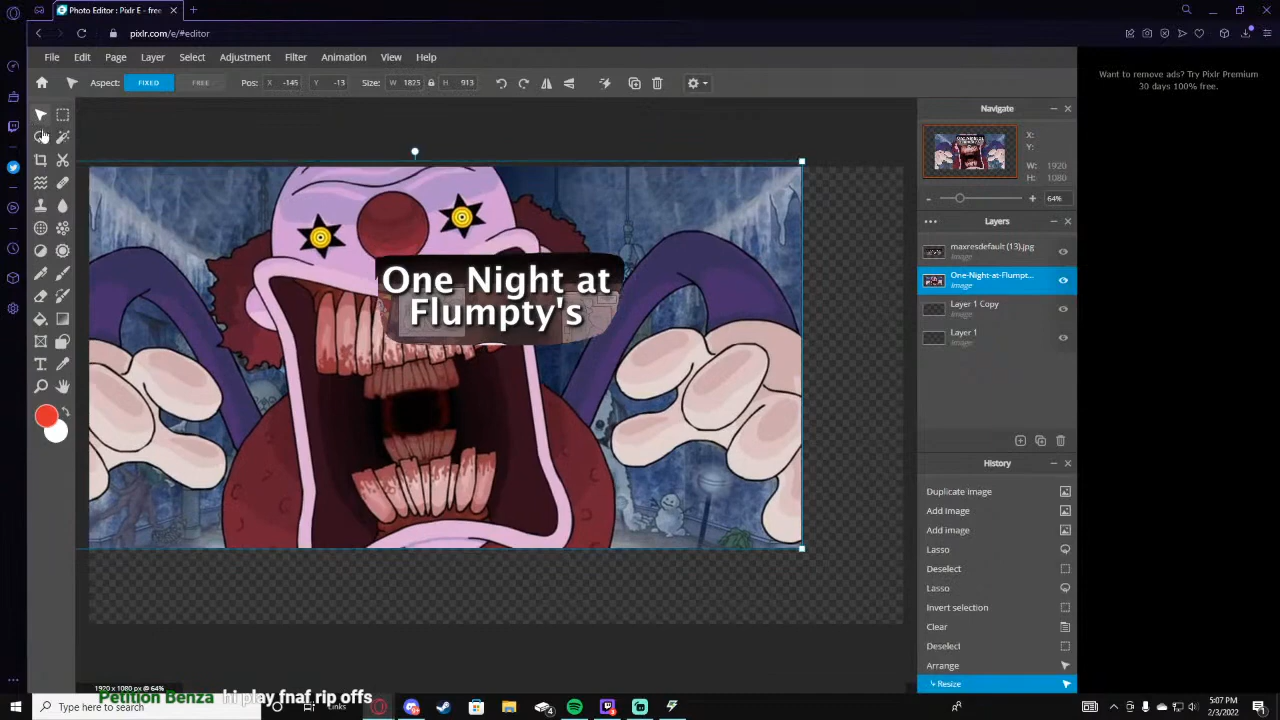 Photo Editor : Pixlr E - free
pixlr.com/e/#editor
File Edit Page Layer Select Adjustment Filter Animation View Help
Aspect: FIXED FREE Pos: X -145 Y -13 Size: W 1825 H 913
Want to remove ads? Try Pixlr Premium
30 days 100% free.
Navigate
X:
Y:
W: 1920
H: 1080
64%
Layers
maxresdefault (13).jpg
Image
One-Night-at-Flumpt...
Image
Layer 1 Copy
Image
Layer 1
Image
One Night at
Flumpty's
History
Duplicate image
Add image
Add image
Lasso
Deselect
Lasso
Invert selection
Clear
Deselect
Arrange
Resize
1920 x 1080 px @ 64%
Petition Benza hi play fnaf rip offs
Type here to search
Links
5:07 PM
2/3/2022